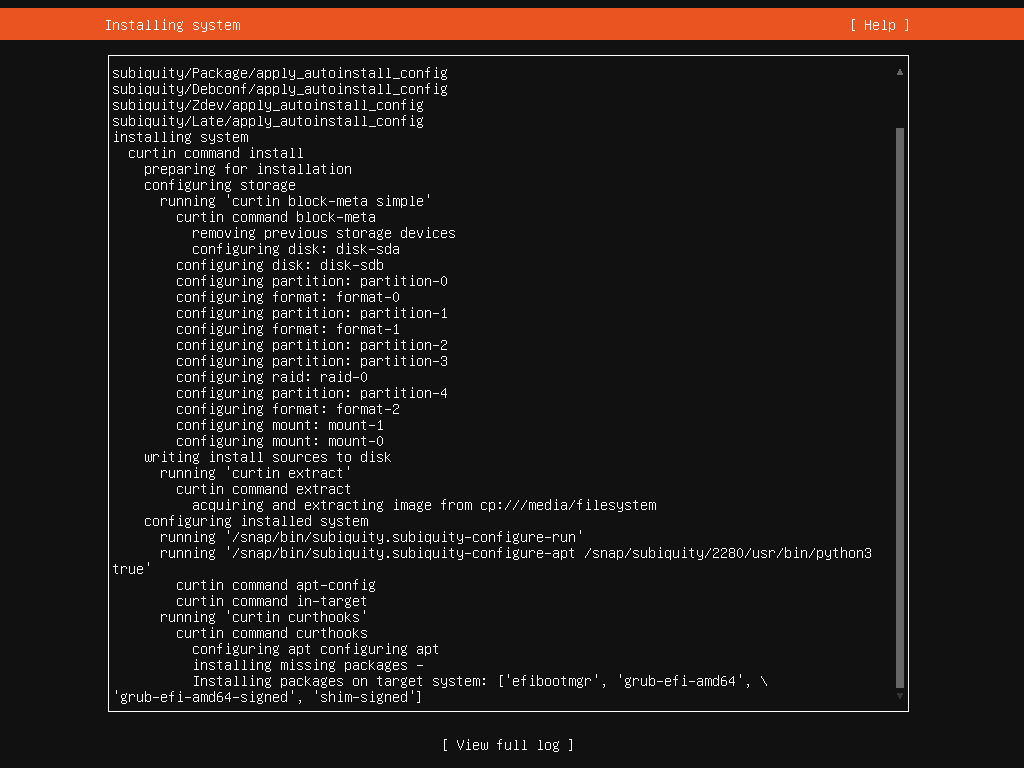 Installing system [ Help ]
subiquity/Package/apply_autoinstall_config
subiquity/Debconf/apply_autoinstall_config
subiquity/Zdev/apply_autoinstall_config
subiquity/Late/apply_autoinstall_config
installing system
curtin command install
preparing for installation
configuring storage
running 'curtin block-meta simple'
curtin command block-meta
removing previous storage devices
configuring disk: disk-sda
configuring disk: disk-sdb
configuring partition: partition-0
configuring format: format-0
configuring partition: partition-1
configuring format: format-1
configuring partition: partition-2
configuring partition: partition-3
configuring raid: raid-0
configuring partition: partition-4
configuring format: format-2
configuring mount: mount-1
configuring mount: mount-0
writing install sources to disk
running 'curtin extract'
curtin command extract
acquiring and extracting image from cp:///media/filesystem
configuring installed system
running '/snap/bin/subiquity.subiquity-configure-run'
running '/snap/bin/subiquity.subiquity-configure-apt /snap/subiquity/2280/usr/bin/python3
true'
curtin command apt-config
curtin command in-target
running 'curtin curthooks'
curtin command curthooks
configuring apt configuring apt
installing missing packages -
Installing packages on target system: ['efibootmgr', 'grub-efi-amd64', \
'grub-efi-amd64-signed', 'shim-signed']
[ View full log ]